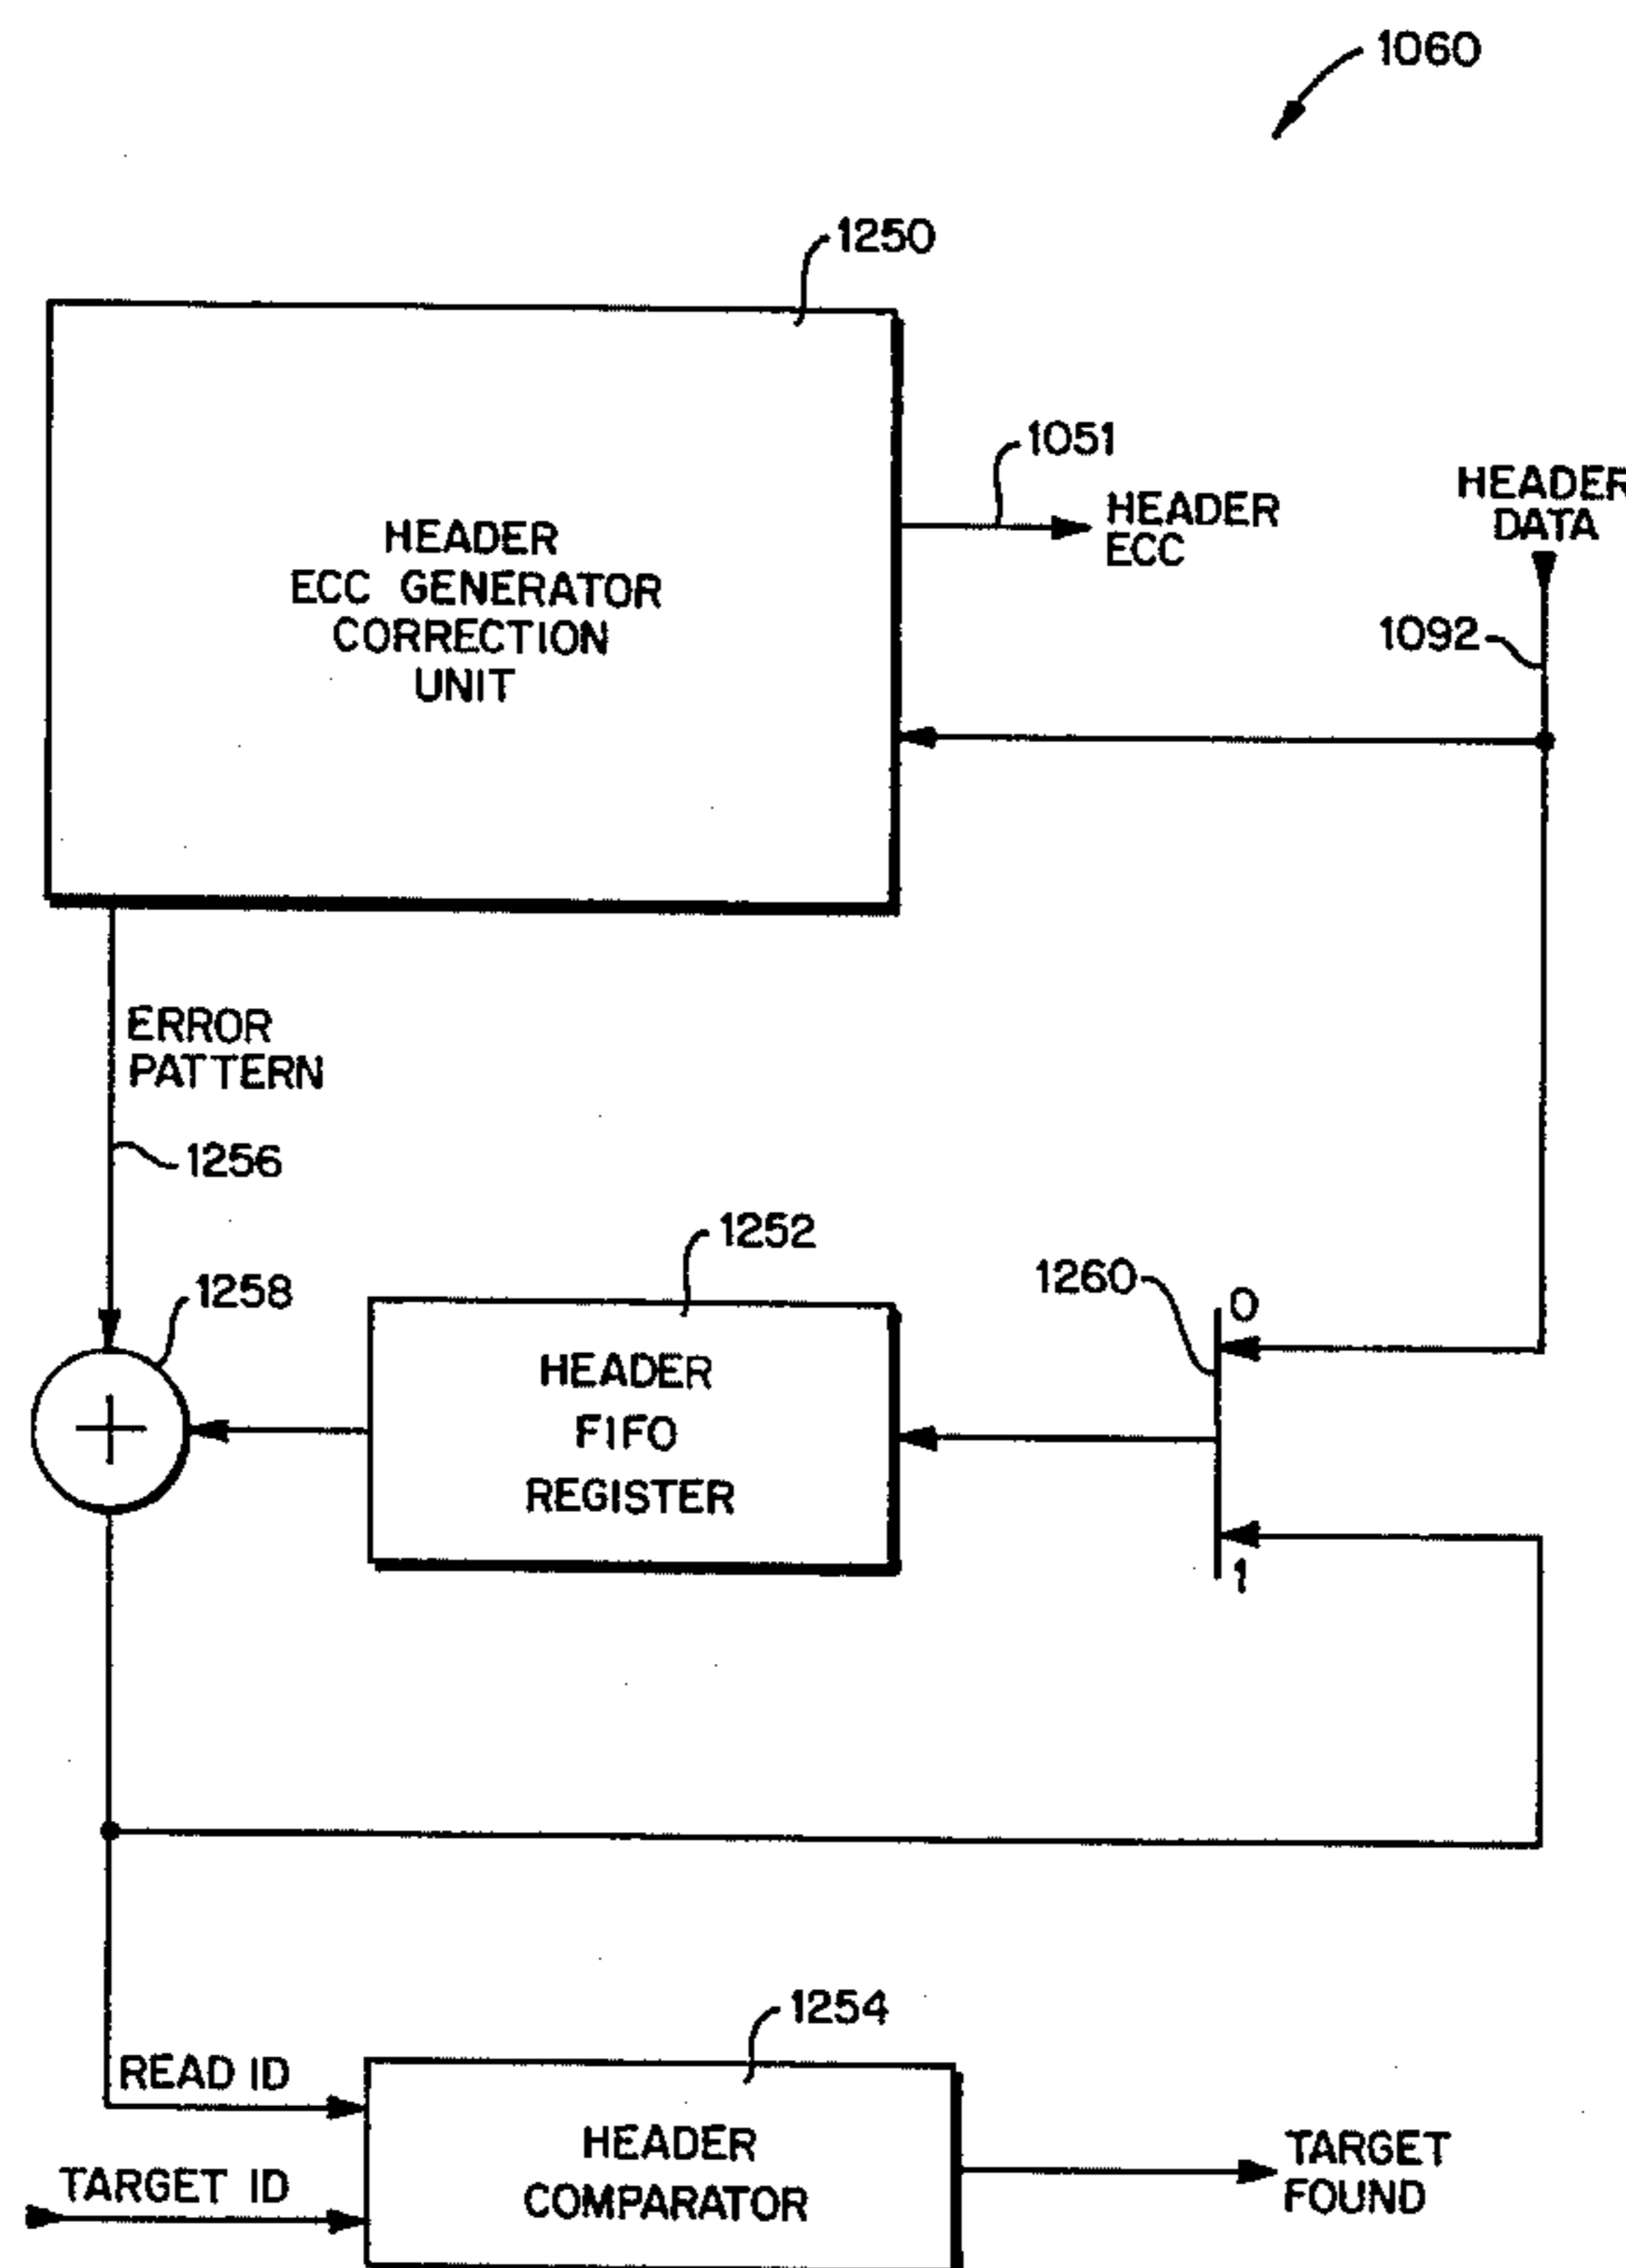 1060
1250
HEADER
ECC GENERATOR
CORRECTION
UNIT
1051
HEADER
ECC
HEADER
DATA
1092
ERROR
PATTERN
1256
1258
1252
HEADER
FIFO
REGISTER
1260
0
1
1254
READ ID
TARGET ID
HEADER
COMPARATOR
TARGET
FOUND